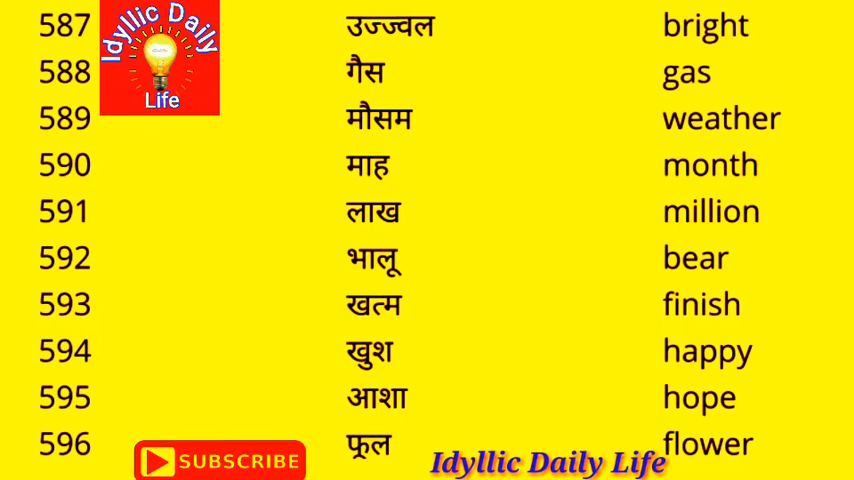 587 उज्ज्वल bright
Idyllic Daily
Life
588 गैस gas
589 मौसम weather
590 माह month
591 लाख million
592 भालू bear
593 खत्म finish
594 खुश happy
595 आशा hope
596 फूल flower
SUBSCRIBE
Idyllic Daily Life